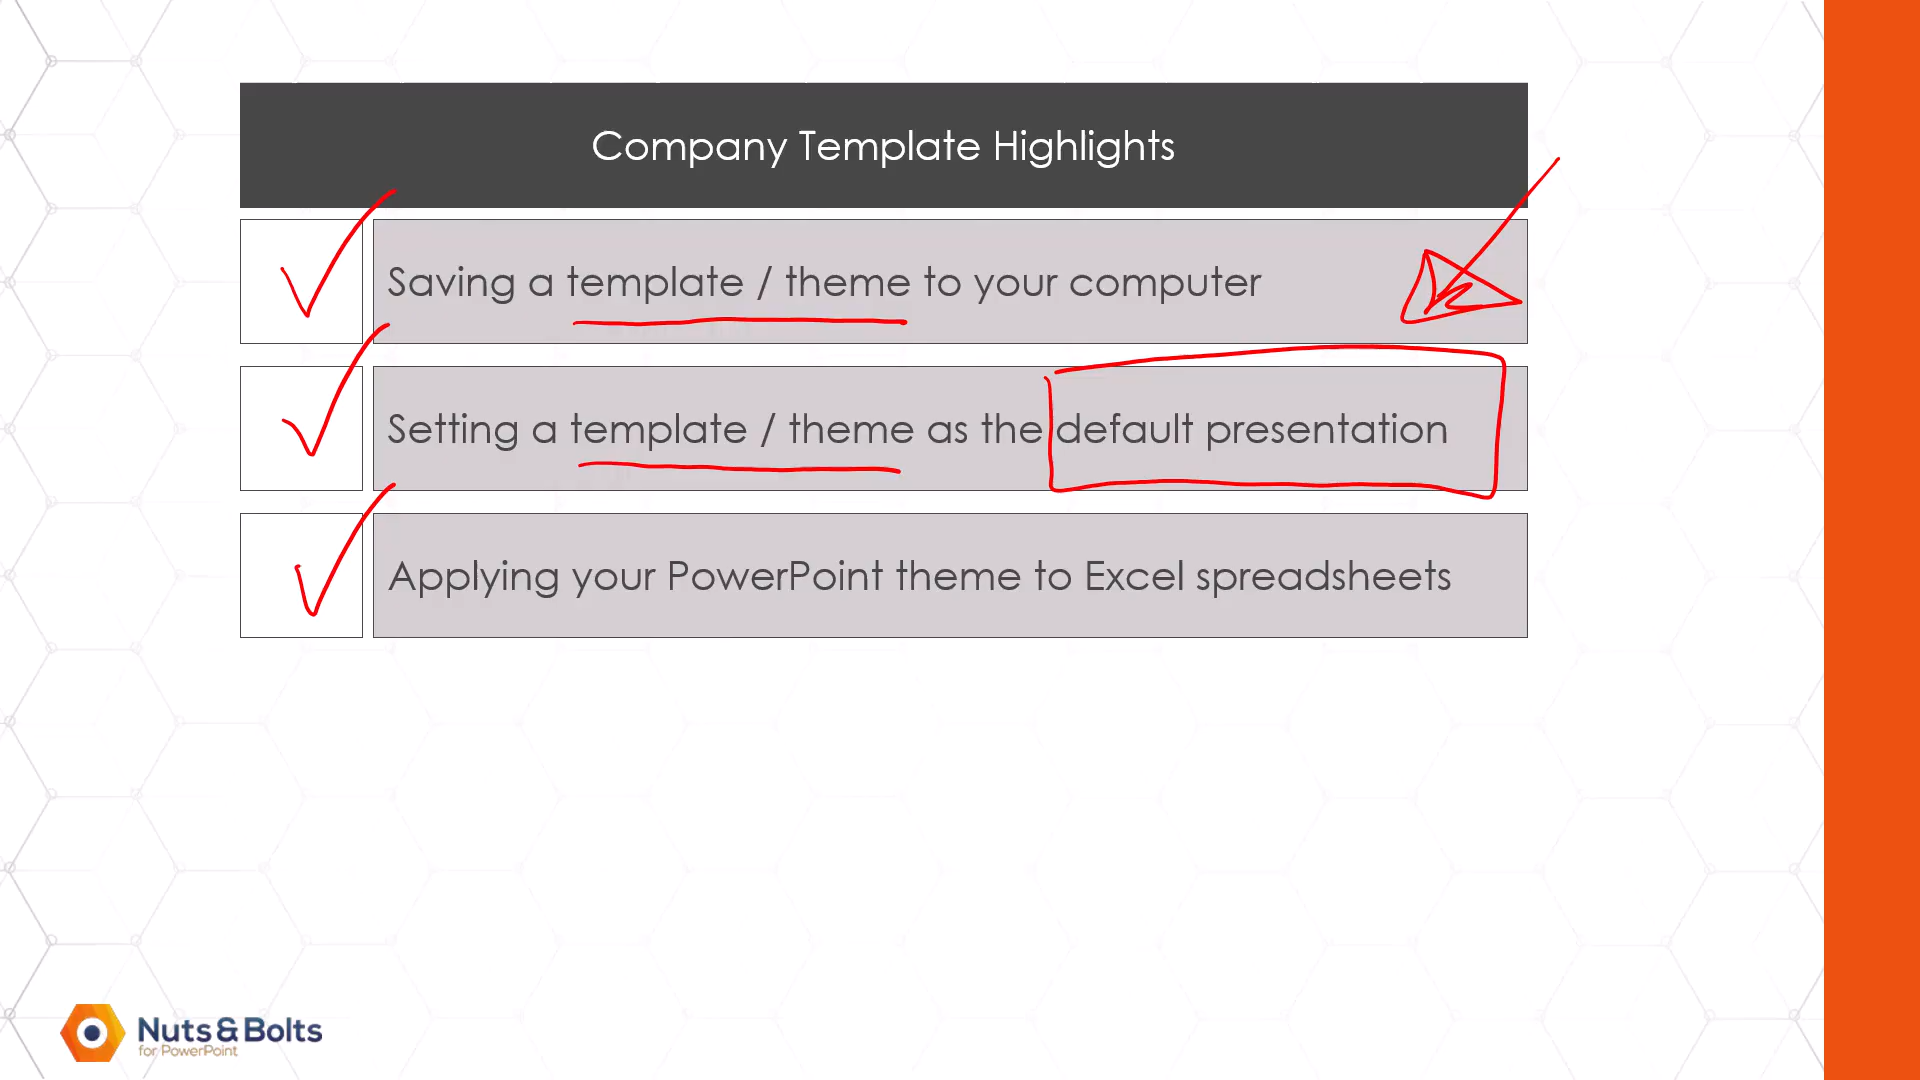 Company Template Highlights
Saving a template / theme to your computer
Setting a template / theme as the default presentation
Applying your PowerPoint theme to Excel spreadsheets
Nuts & Bolts
for PowerPoint